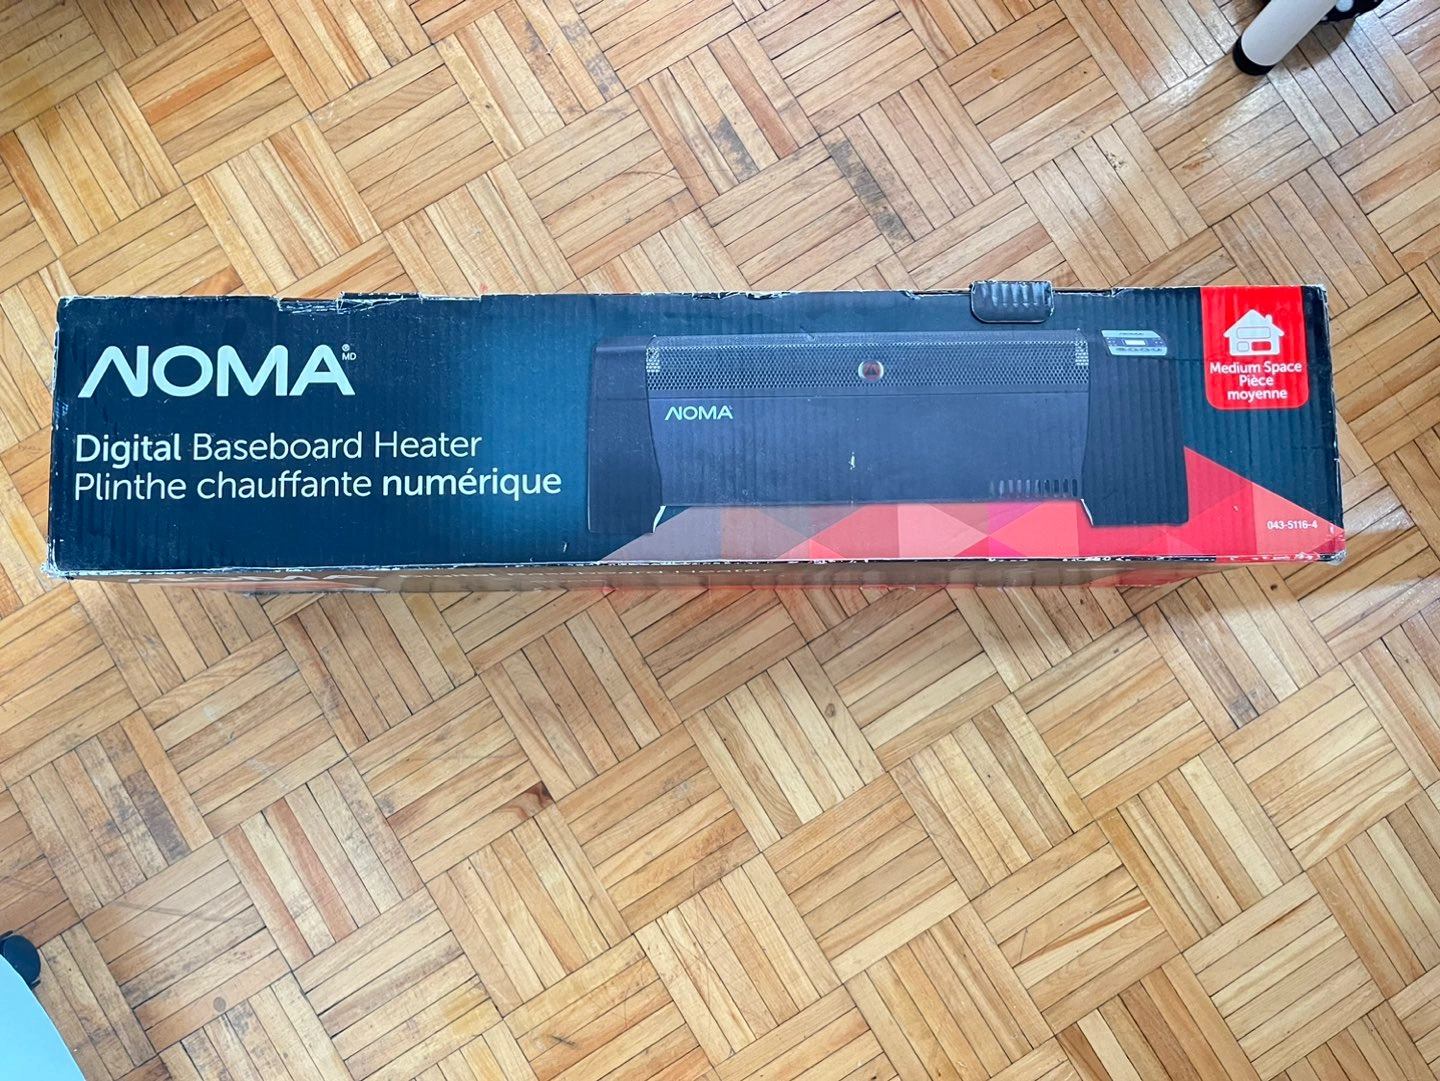 NOMA® MD
Digital Baseboard Heater
Plinthe chauffante numérique
NOMA
Medium Space
Pièce
moyenne
043-5116-4